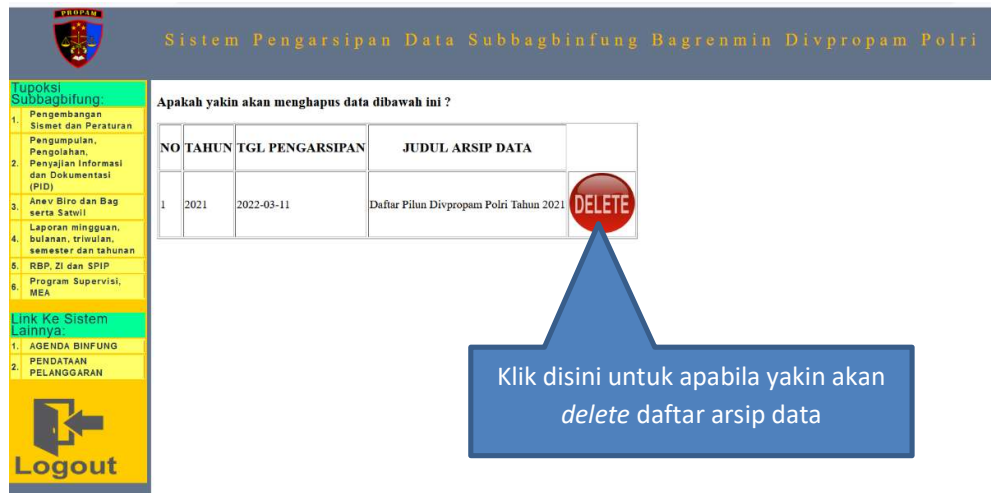 PROPAM
Sistem Pengarsipan Data Subbagbinfung Bagrenmin Divpropam Polri
Tupoksi
Subbagbifung:
1. Pengembangan
Sismet dan Peraturan
2. Pengumpulan,
Pengolahan,
Penyajian Informasi
dan Dokumentasi
(PID)
3. Anev Biro dan Bag
serta Satwil
4. Laporan mingguan,
bulanan, triwulan,
semester dan tahunan
5. RBP, ZI dan SPIP
6. Program Supervisi,
MEA
Link Ke Sistem
Lainnya:
1. AGENDA BINFUNG
2. PENDATAAN
PELANGGARAN
Logout
Apakah yakin akan menghapus data dibawah ini ?
NO TAHUN TGL PENGARSIPAN JUDUL ARSIP DATA
1 2021 2022-03-11 Daftar Pilun Divpropam Polri Tahun 2021 DELETE
Klik disini untuk apabila yakin akan
delete daftar arsip data